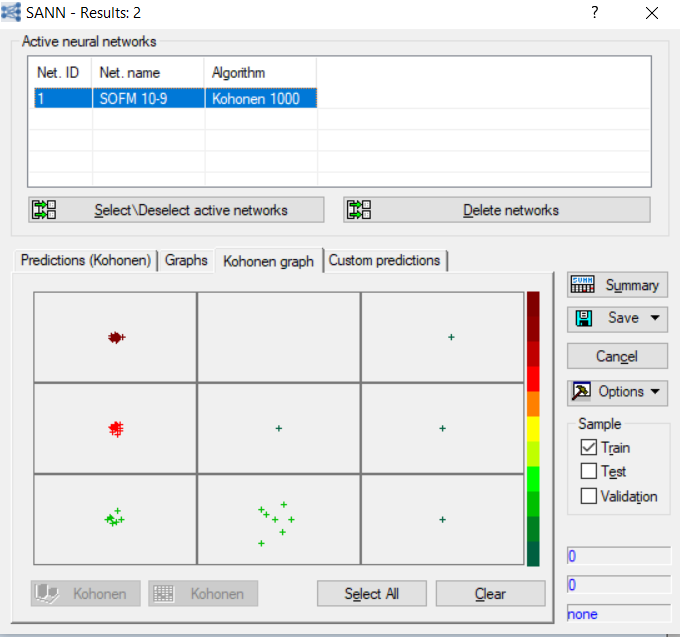 SANN - Results: 2
?
Active neural networks
Net. ID Net. name Algorithm
1 SOFM 10-9 Kohonen 1000
Select\Deselect active networks Delete networks
Predictions (Kohonen) Graphs Kohonen graph Custom predictions
SUMM Summary
Save
Cancel
Options
Sample
Train
Test
Validation
0
0
none
Kohonen Kohonen Select All Clear